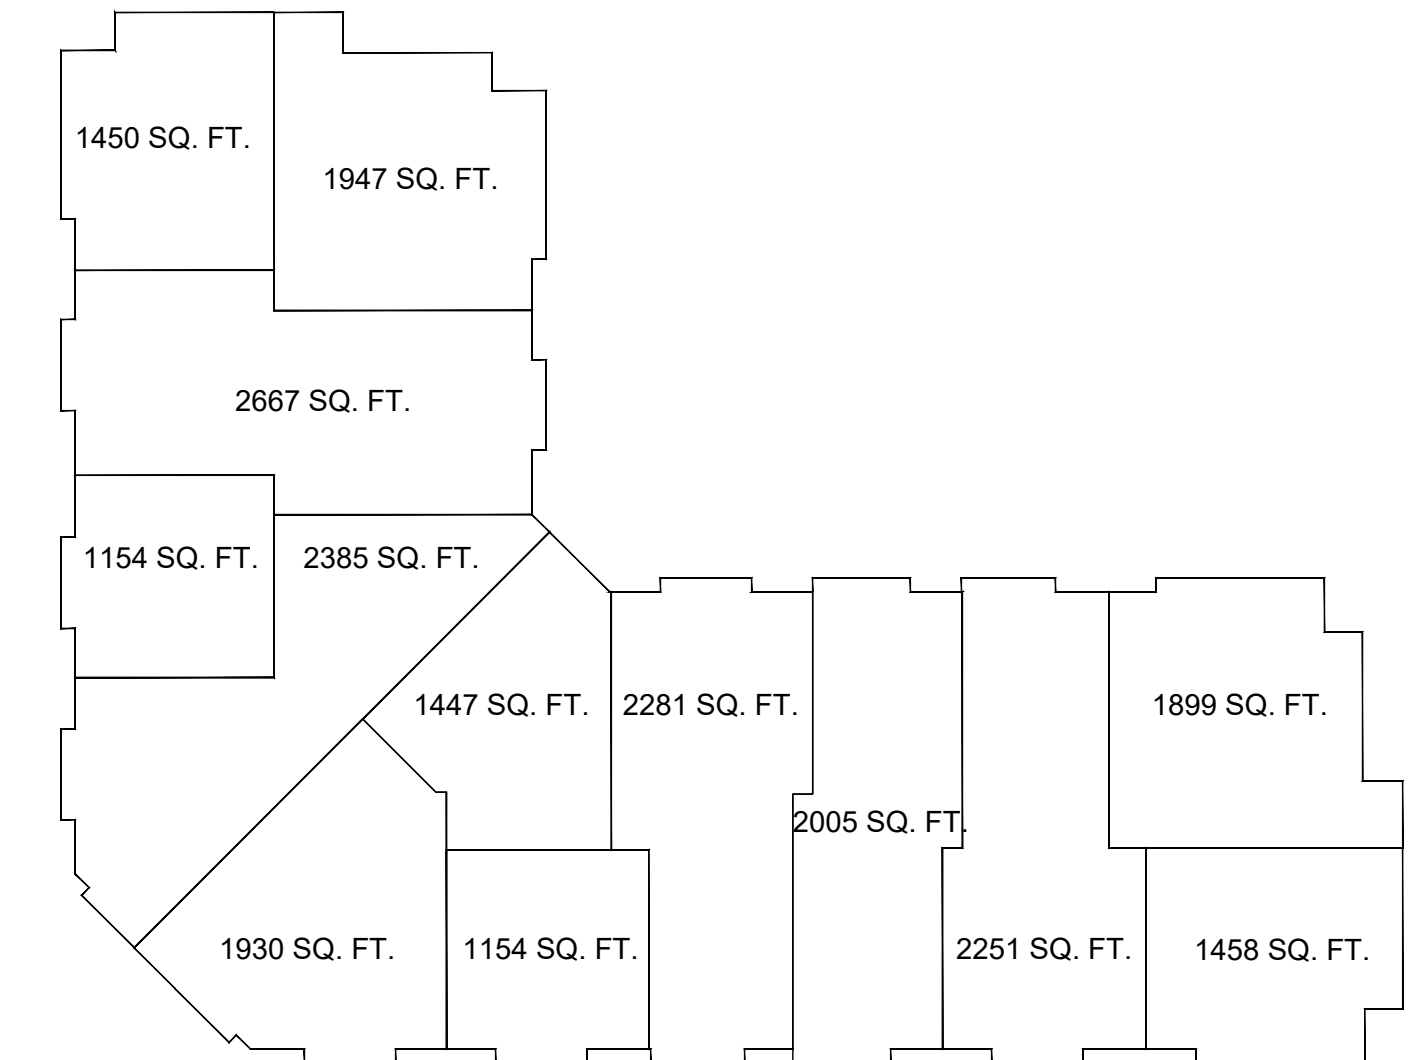 1450 SQ. FT.
1947 SQ. FT.
2667 SQ. FT.
1154 SQ. FT.
2385 SQ. FT.
1447 SQ. FT.
2281 SQ. FT.
1899 SQ. FT.
2005 SQ. FT.
1930 SQ. FT.
1154 SQ. FT.
2251 SQ. FT.
1458 SQ. FT.